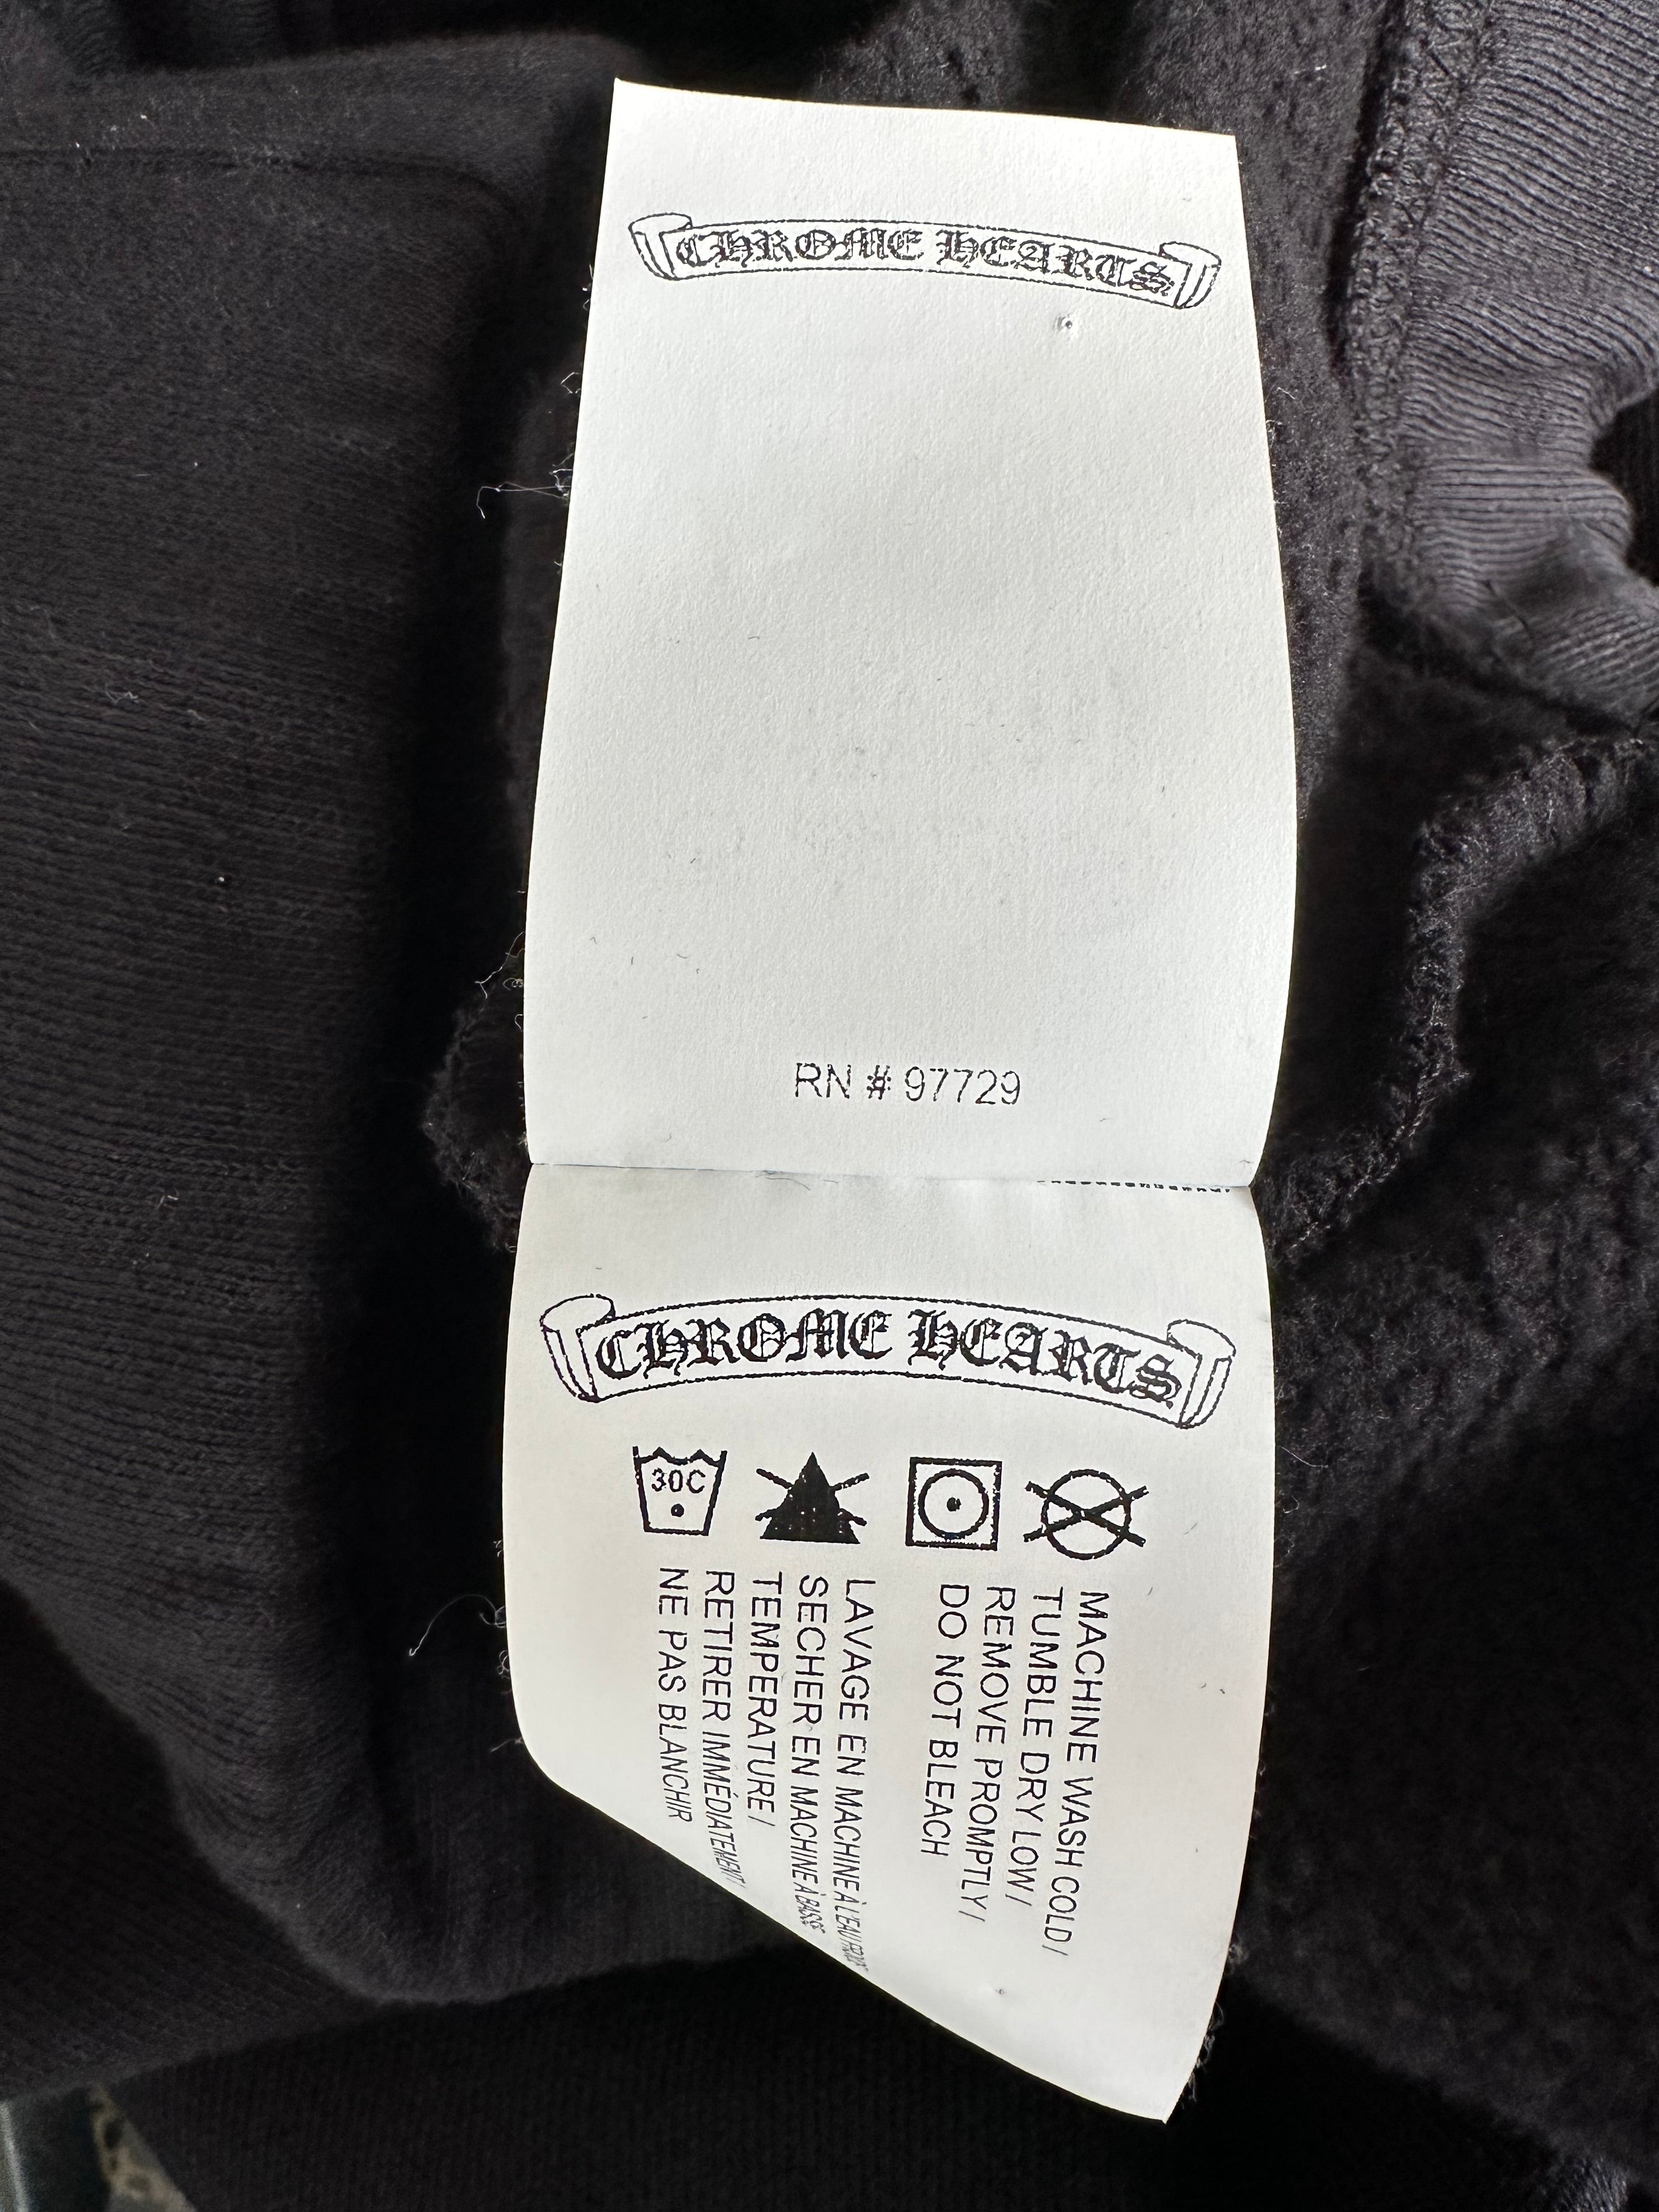 CHROME HEARTS
RN # 97729
CHROME HEARTS
30C
MACHINE WASH COLD /
TUMBLE DRY LOW /
REMOVE PROMPTLY /
DO NOT BLEACH
LAVAGE EN MACHINE À L'EAU
SECHER EN MACHINE À BASSE
TEMPERATURE /
RETIRER IMMÉDIATEMENT /
NE PAS BLANCHIR